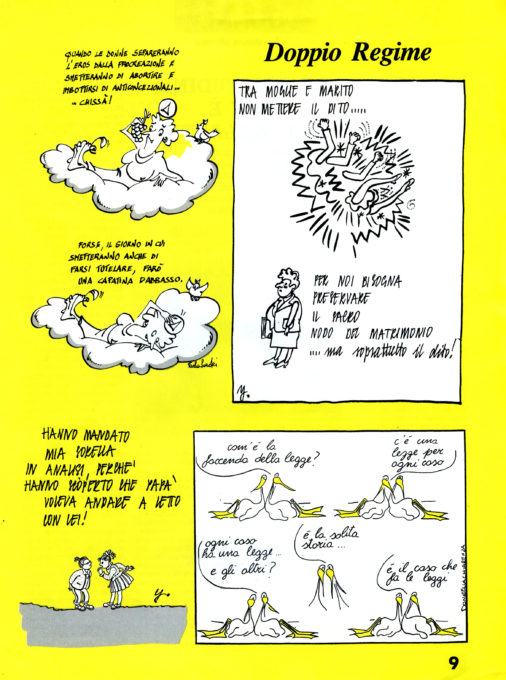 Doppio Regime
QUANDO LE DONNE SEPARERANNO
L'EROS DALLA PROCREAZIONE E
SMETTERANNO DI ABORTIRE E
IMBOTTIRSI DI ANTICONCEZIONALI...
...CHISSÀ!
FORSE, IL GIORNO IN CUI
SMETTERANNO ANCHE DI
FARSI TUTELARE, FARÒ
UNA CAPATINA DABBASSO.
TRA MOGLIE E MARITO
NON METTERE IL DITO.....
PER NOI BISOGNA
PRESERVARE
IL SACRO
NODO DEL MATRIMONIO
.... ma soprattutto il dito!
y.
HANNO MANDATO
MIA SORELLA
IN ANALISI, PERCHE'
HANNO SCOPERTO CHE PAPA'
VOLEVA ANDARE A LETTO
CON LEI!
y.
com'è la
faccenda della legge?
c'è una
legge per
ogni caso
ogni caso
ha una legge...
e gli altri?
è la solita
storia...
è il caso che
fa le leggi
9